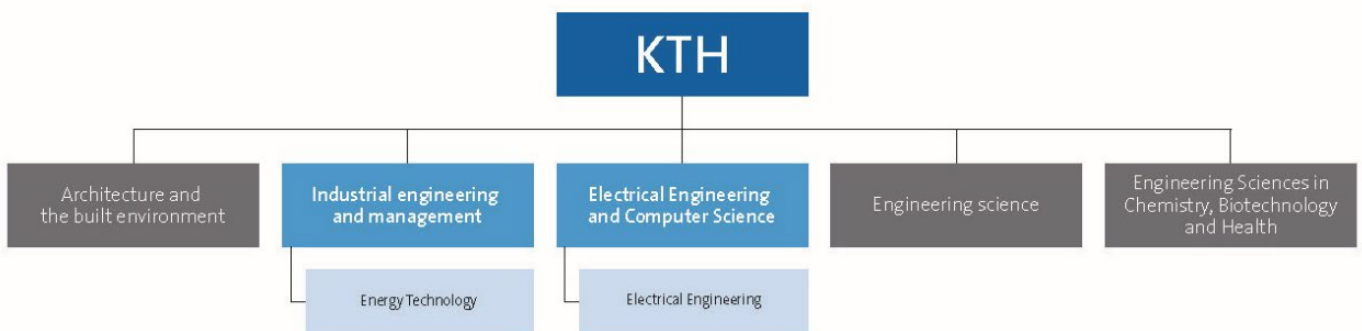 KTH
Architecture and
the built environment
Industrial engineering
and management
Electrical Engineering
and Computer Science
Engineering science
Engineering Sciences in
Chemistry, Biotechnology
and Health
Energy Technology
Electrical Engineering